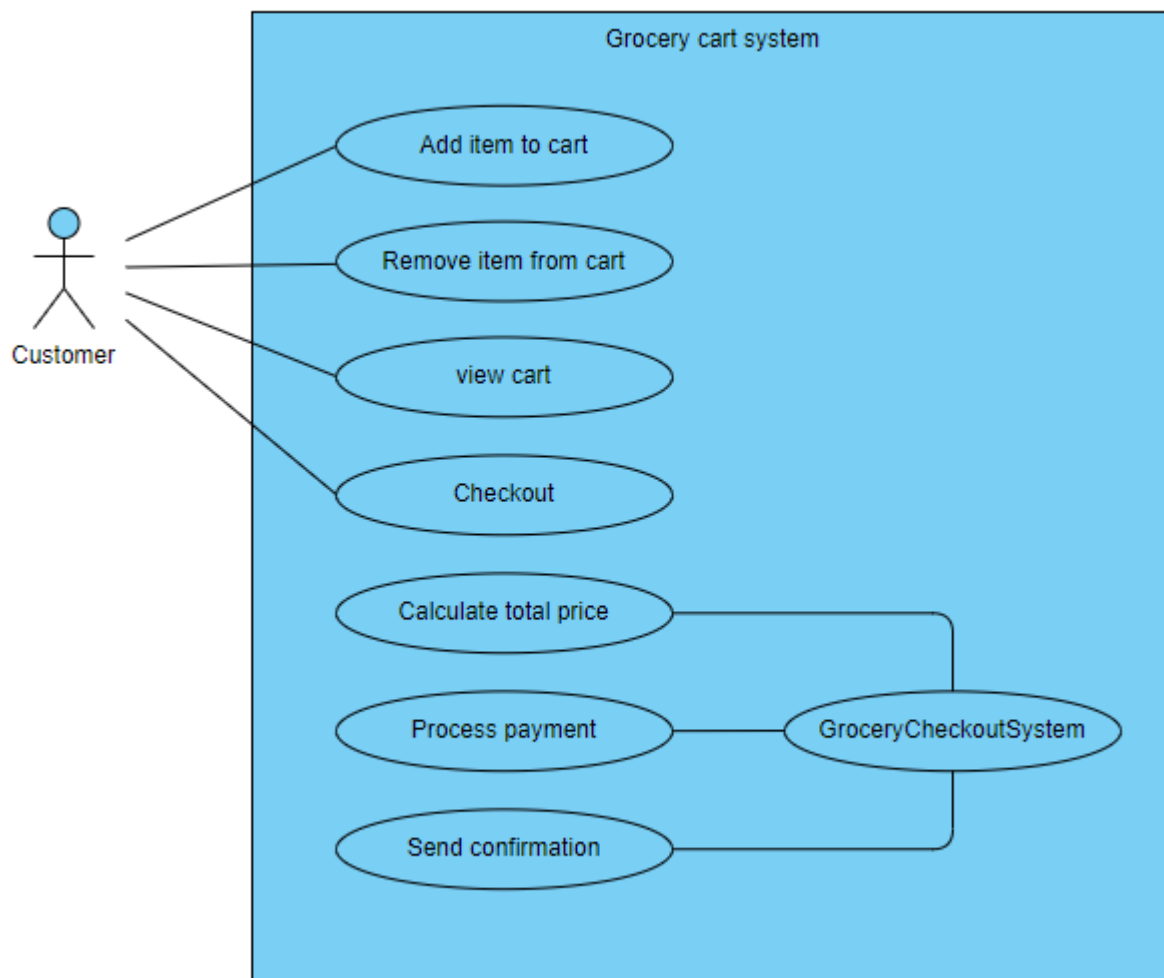 Grocery cart system
Add item to cart
Remove item from cart
Customer
view cart
Checkout
Calculate total price
Process payment
GroceryCheckoutSystem
Send confirmation